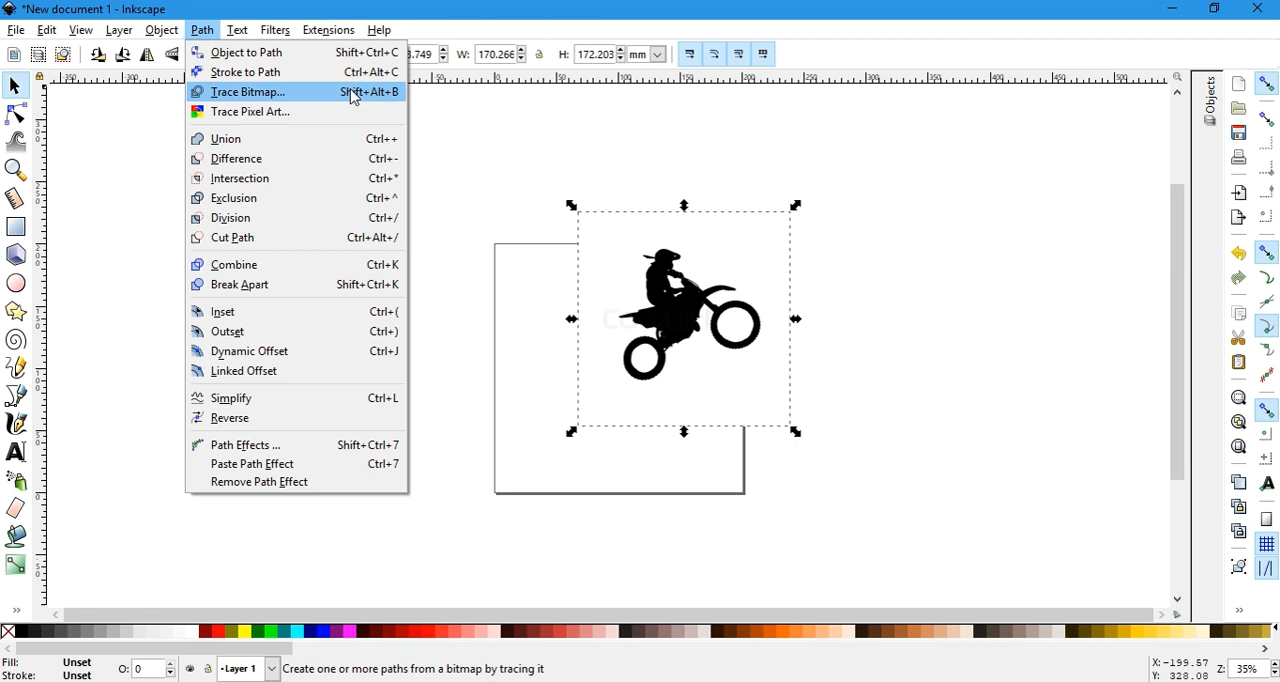 *New document 1 - Inkscape
File Edit View Layer Object Path Text Filters Extensions Help
3.749 W: 170.266 H: 172.203 mm
Object to Path Shift+Ctrl+C
Stroke to Path Ctrl+Alt+C
Trace Bitmap... Shift+Alt+B
Trace Pixel Art...
Union Ctrl++
Difference Ctrl+-
Intersection Ctrl+*
Exclusion Ctrl+^
Division Ctrl+/
Cut Path Ctrl+Alt+/
Combine Ctrl+K
Break Apart Shift+Ctrl+K
Inset Ctrl+(
Outset Ctrl+)
Dynamic Offset Ctrl+J
Linked Offset
Simplify Ctrl+L
Reverse
Path Effects ... Shift+Ctrl+7
Paste Path Effect Ctrl+7
Remove Path Effect
Objects
Fill: Unset
Stroke: Unset
O: 0
•Layer 1
Create one or more paths from a bitmap by tracing it
X: -199.57
Y: 328.08
Z: 35%